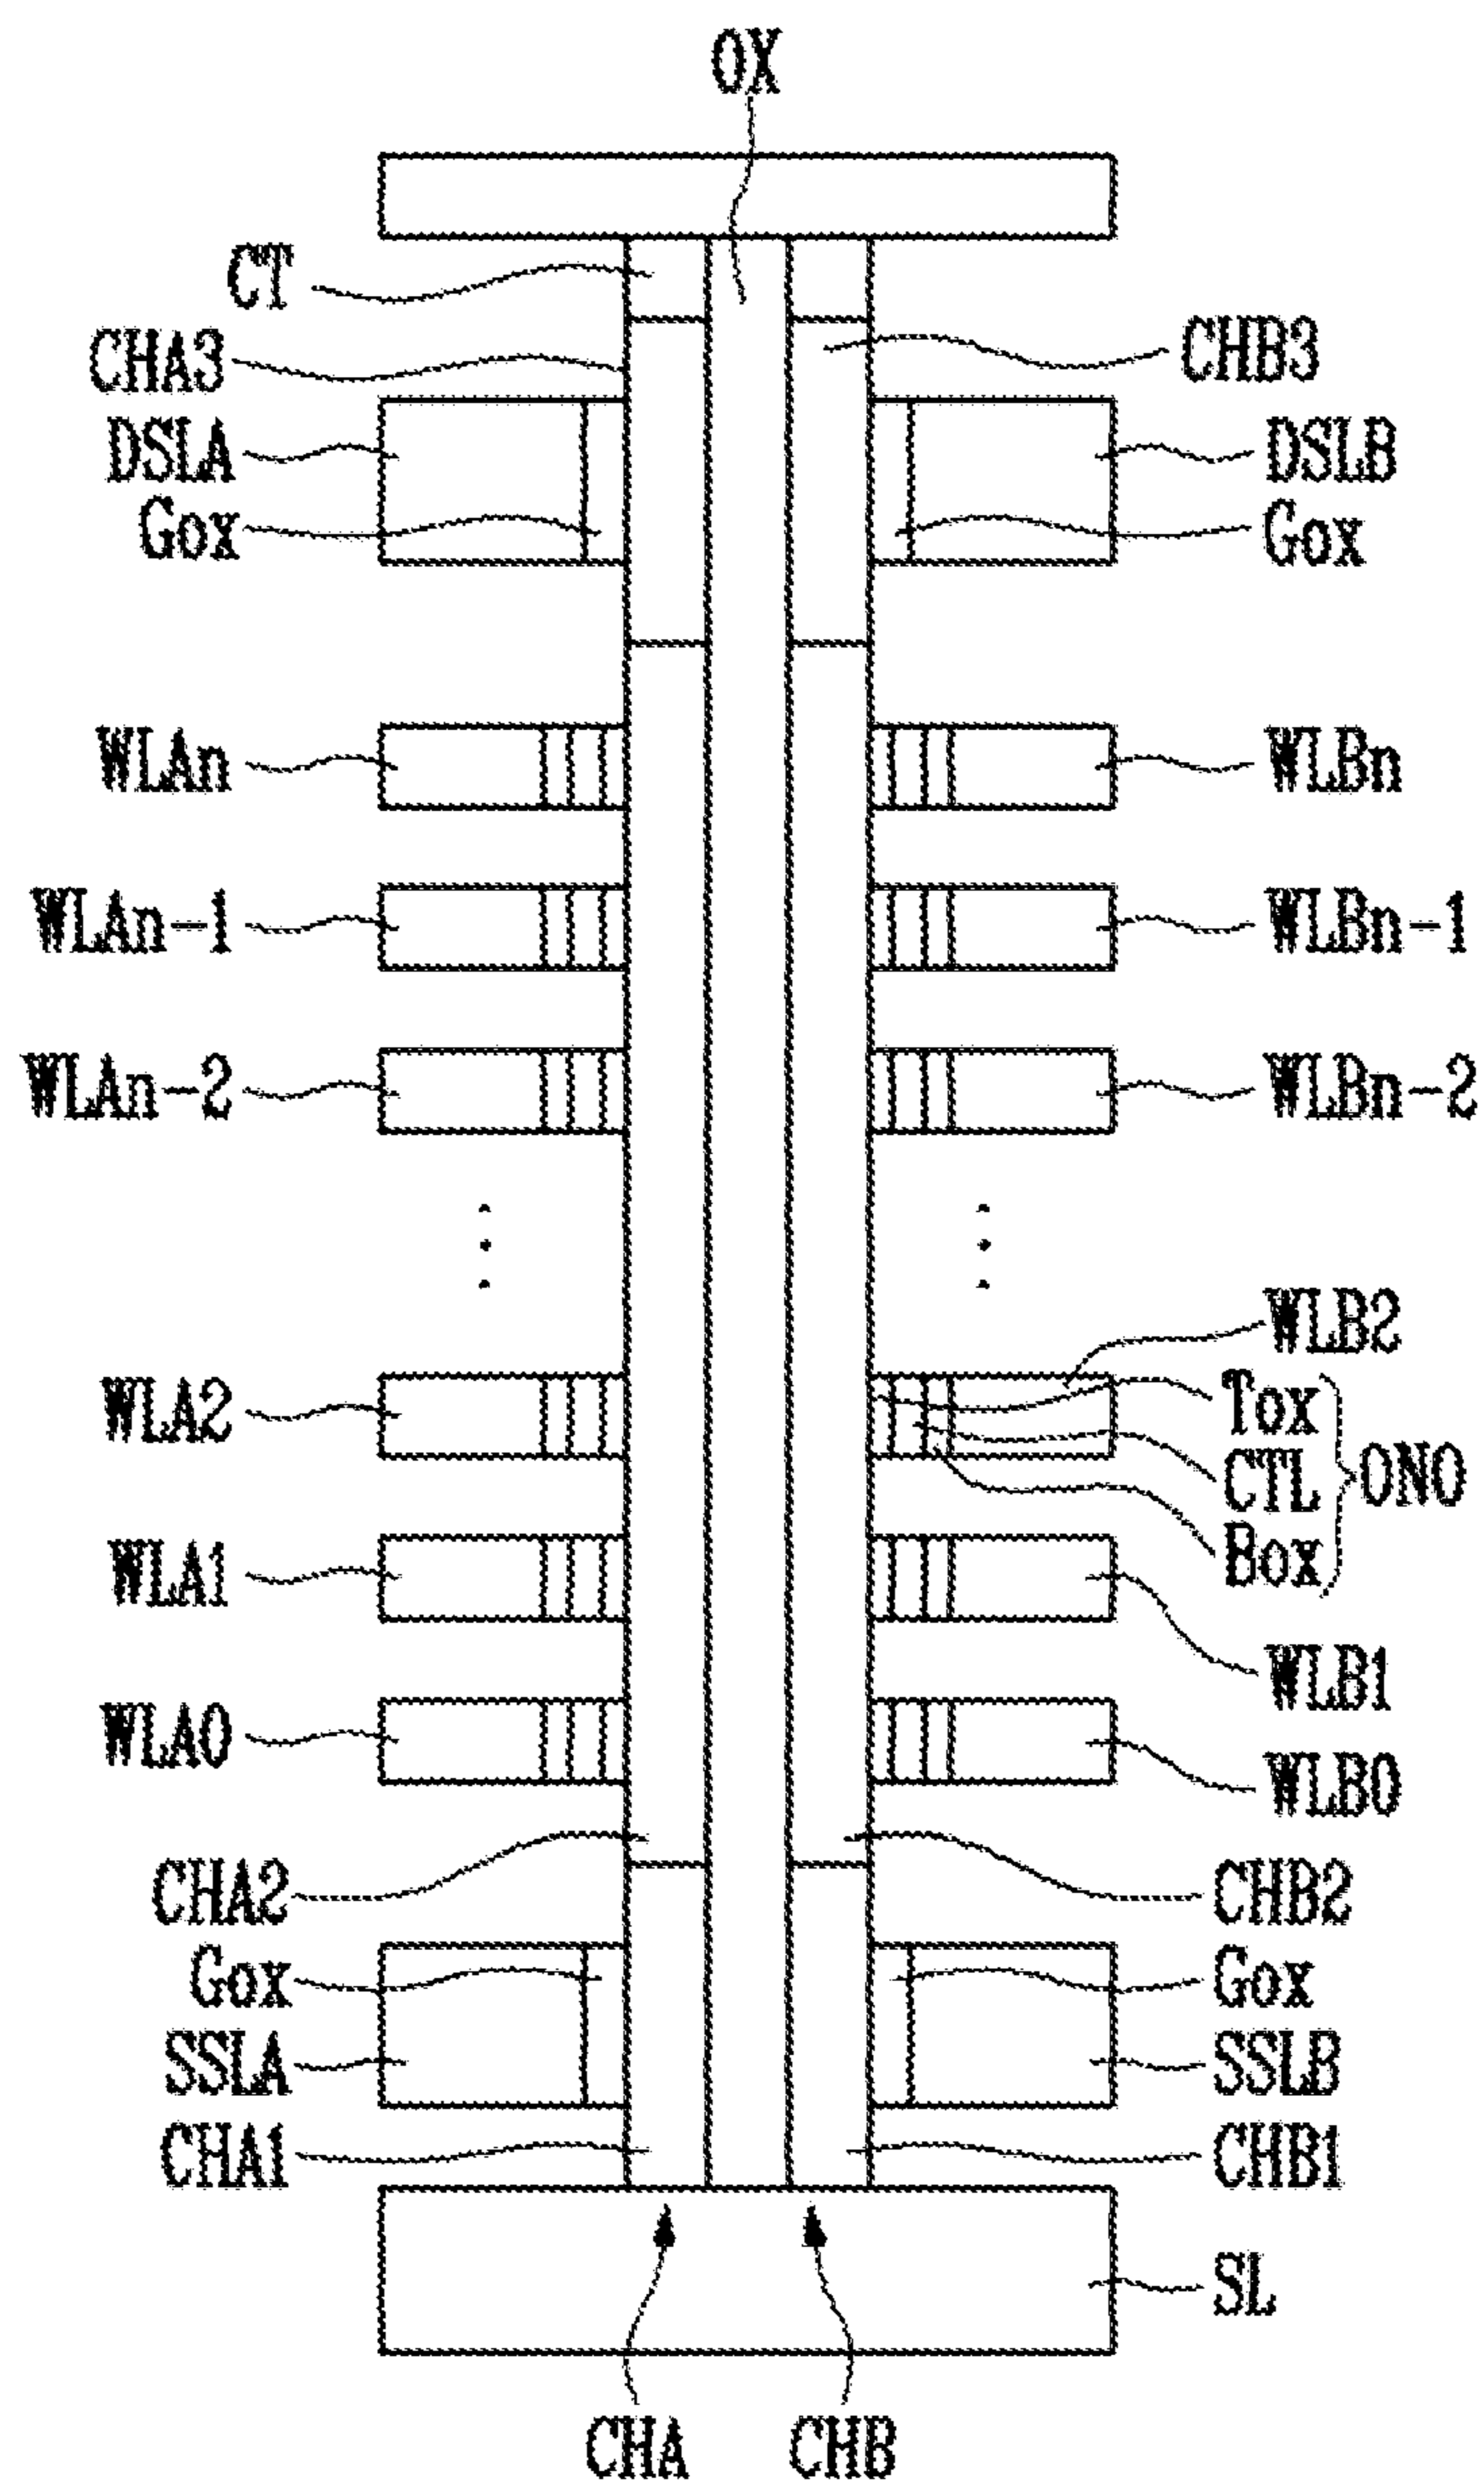 OX
CT
CHA3
CHB3
DSLA
DSLB
Gox
Gox
WLAn
WLBn
WLAn-1
WLBn-1
WLAn-2
WLBn-2
WLB2
WLA2
Tox
CTL
ONO
Box
WLA1
WLB1
WLA0
WLB0
CHA2
CHB2
Gox
Gox
SSLA
SSLB
CHA1
CHB1
SL
CHA
CHB